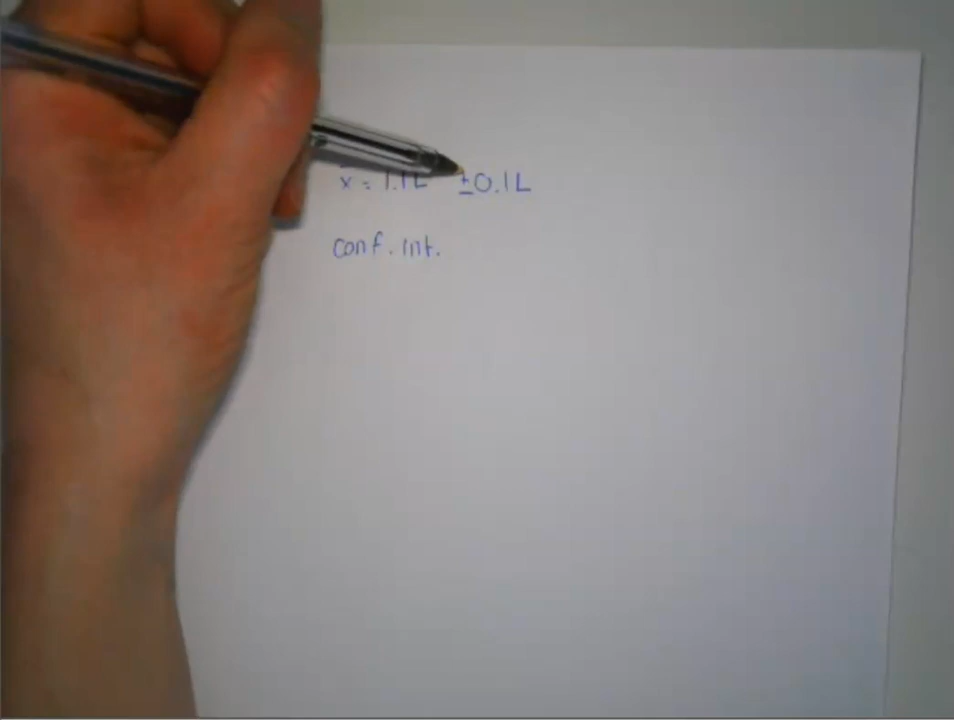 x̄ = 1.1L ±0.1L
conf. int.